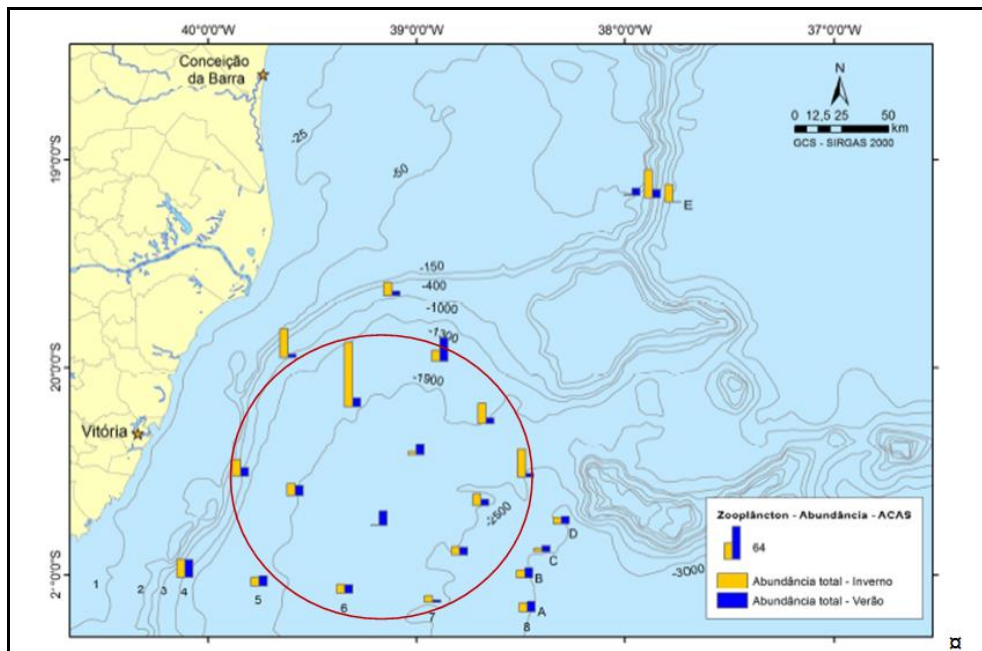 40°0'0"W 39°0'0"W 38°0'0"W 37°0'0"W
Conceição
da Barra
-25
-50
N
0 12,5 25 50
km
GCS - SIRGAS 2000
19°0'0"S
E
-150
-400
-1000
-1300
20°0'0"S
-1900
Vitória
-2500
D
C
B
A
-3000
21°0'0"S
1 2 3 4 5 6 7 8
Zooplâncton - Abundância - ACAS
64
Abundância total - Inverno
Abundância total - Verão
¤